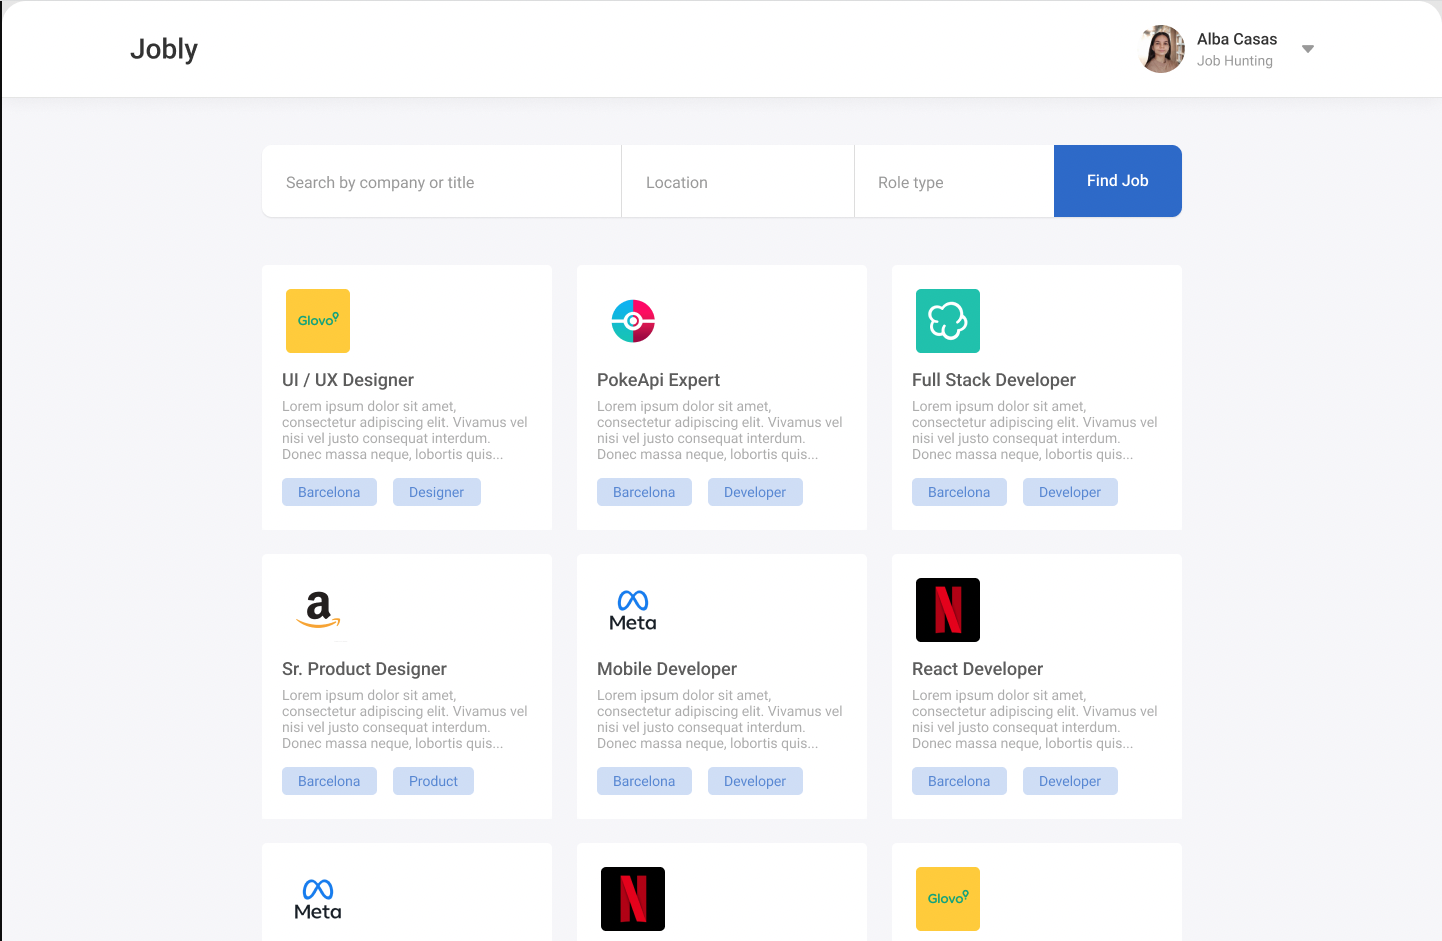 Jobly
Alba Casas
Job Hunting
Search by company or title
Location
Role type
Find Job
Glovo
UI / UX Designer
Lorem ipsum dolor sit amet,
consectetur adipiscing elit. Vivamus vel
nisi vel justo consequat interdum.
Donec massa neque, lobortis quis...
Barcelona
Designer
PokeApi Expert
Lorem ipsum dolor sit amet,
consectetur adipiscing elit. Vivamus vel
nisi vel justo consequat interdum.
Donec massa neque, lobortis quis...
Barcelona
Developer
Full Stack Developer
Lorem ipsum dolor sit amet,
consectetur adipiscing elit. Vivamus vel
nisi vel justo consequat interdum.
Donec massa neque, lobortis quis...
Barcelona
Developer
a
Sr. Product Designer
Lorem ipsum dolor sit amet,
consectetur adipiscing elit. Vivamus vel
nisi vel justo consequat interdum.
Donec massa neque, lobortis quis...
Barcelona
Product
Meta
Mobile Developer
Lorem ipsum dolor sit amet,
consectetur adipiscing elit. Vivamus vel
nisi vel justo consequat interdum.
Donec massa neque, lobortis quis...
Barcelona
Developer
N
React Developer
Lorem ipsum dolor sit amet,
consectetur adipiscing elit. Vivamus vel
nisi vel justo consequat interdum.
Donec massa neque, lobortis quis...
Barcelona
Developer
Meta
N
Glovo